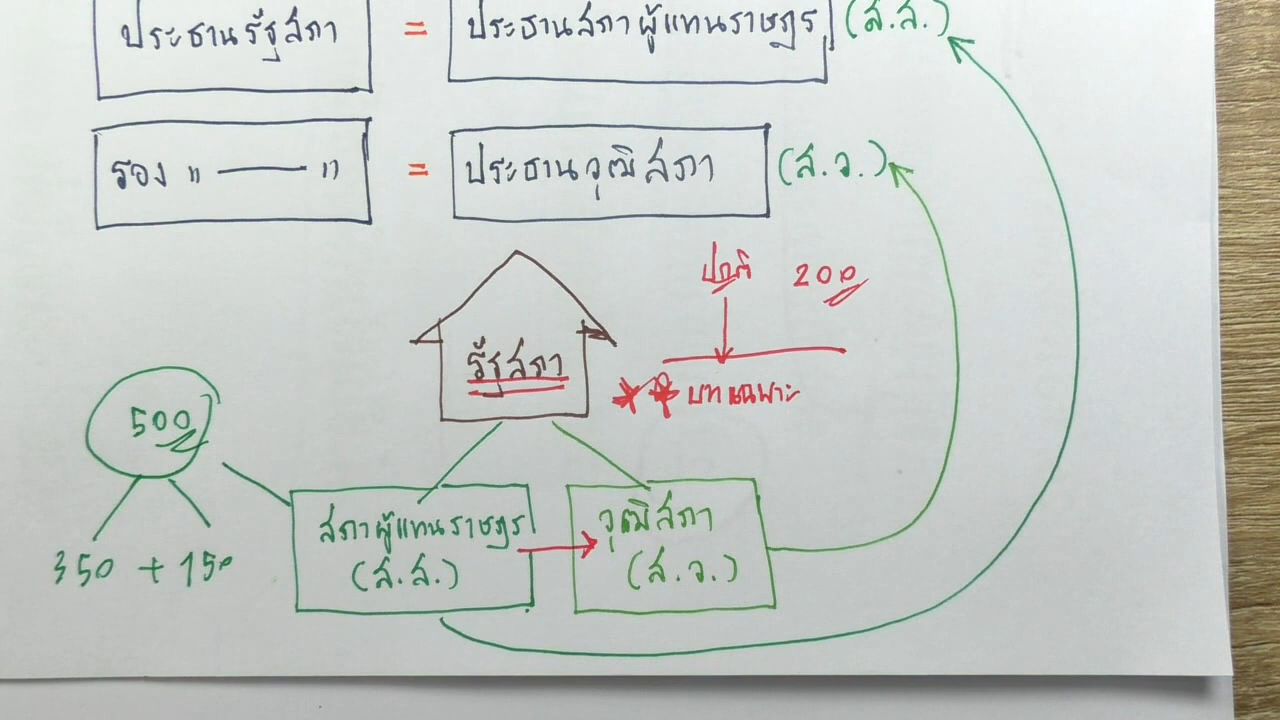 ประธานรัฐสภา = ประธานสภาผู้แทนราษฎร (ส.ส.)
รอง " —— " = ประธานวุฒิสภา (ส.ว.)
ปกติ 200
รัฐสภา
** บทเฉพาะ
500
350 + 150
สภาผู้แทนราษฎร
(ส.ส.)
วุฒิสภา
(ส.ว.)